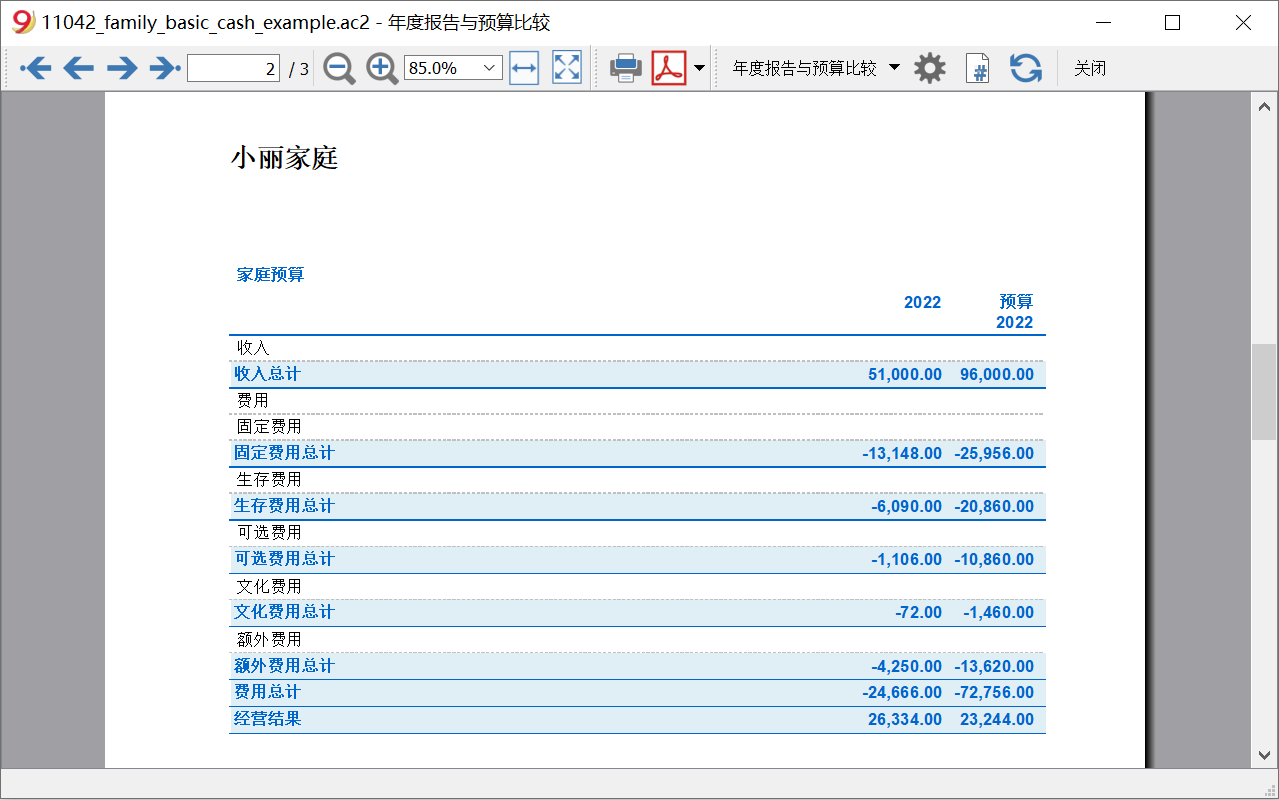 11042_family_basic_cash_example.ac2 - 年度报告与预算比较
2 / 3 85.0% 年度报告与预算比较 # 关闭
小丽家庭
家庭预算
2022 预算
2022
收入
收入总计 51,000.00 96,000.00
费用
固定费用
固定费用总计 -13,148.00 -25,956.00
生存费用
生存费用总计 -6,090.00 -20,860.00
可选费用
可选费用总计 -1,106.00 -10,860.00
文化费用
文化费用总计 -72.00 -1,460.00
额外费用
额外费用总计 -4,250.00 -13,620.00
费用总计 -24,666.00 -72,756.00
经营结果 26,334.00 23,244.00